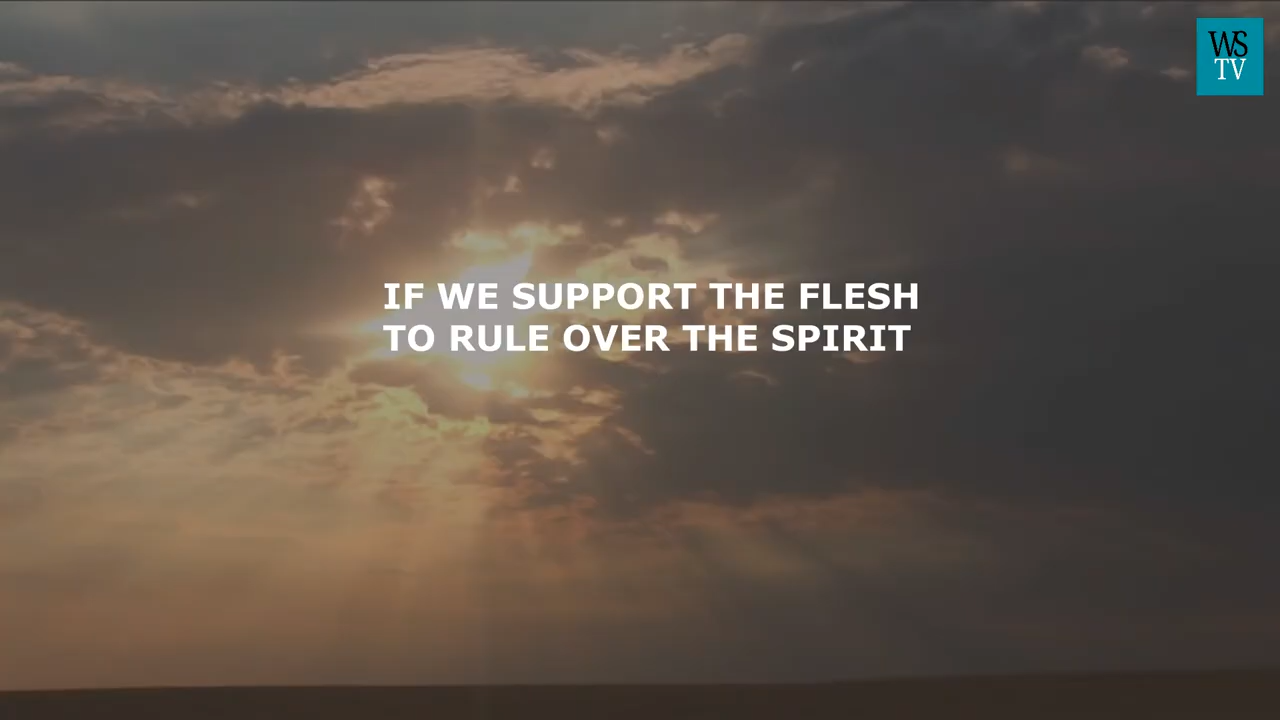 WS
TV
IF WE SUPPORT THE FLESH
TO RULE OVER THE SPIRIT